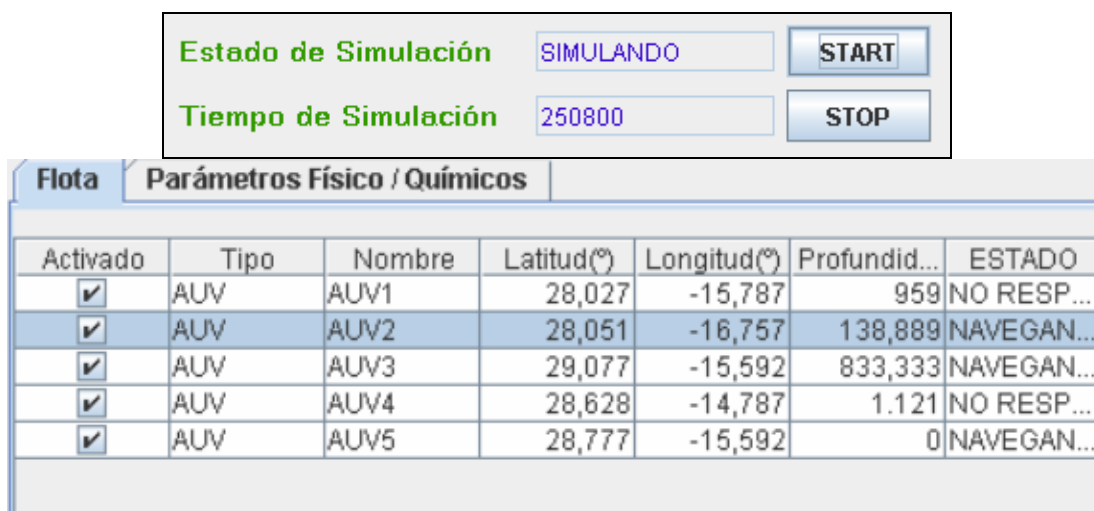 Estado de Simulación SIMULANDO START
Tiempo de Simulación 250800 STOP
Flota Parámetros Físico / Químicos
Activado Tipo Nombre Latitud(º) Longitud(º) Profundid... ESTADO
AUV AUV1 28,027 -15,787 959 NO RESP...
AUV AUV2 28,051 -16,757 138,889 NAVEGAN...
AUV AUV3 29,077 -15,592 833,333 NAVEGAN...
AUV AUV4 28,628 -14,787 1.121 NO RESP...
AUV AUV5 28,777 -15,592 0 NAVEGAN...